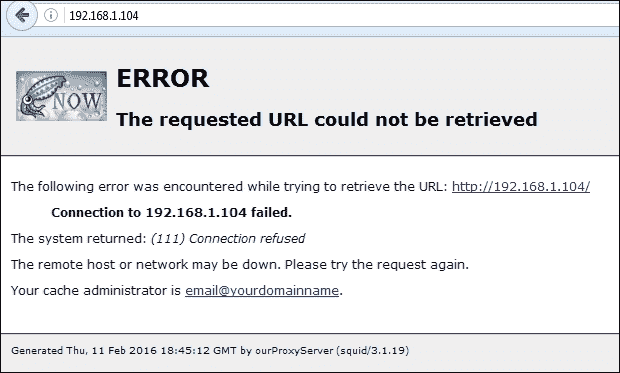 192.168.1.104
NOW
ERROR
The requested URL could not be retrieved
The following error was encountered while trying to retrieve the URL: http://192.168.1.104/
Connection to 192.168.1.104 failed.
The system returned: (111) Connection refused
The remote host or network may be down. Please try the request again.
Your cache administrator is email@yourdomainname.
Generated Thu, 11 Feb 2016 18:45:12 GMT by ourProxyServer (squid/3.1.19)